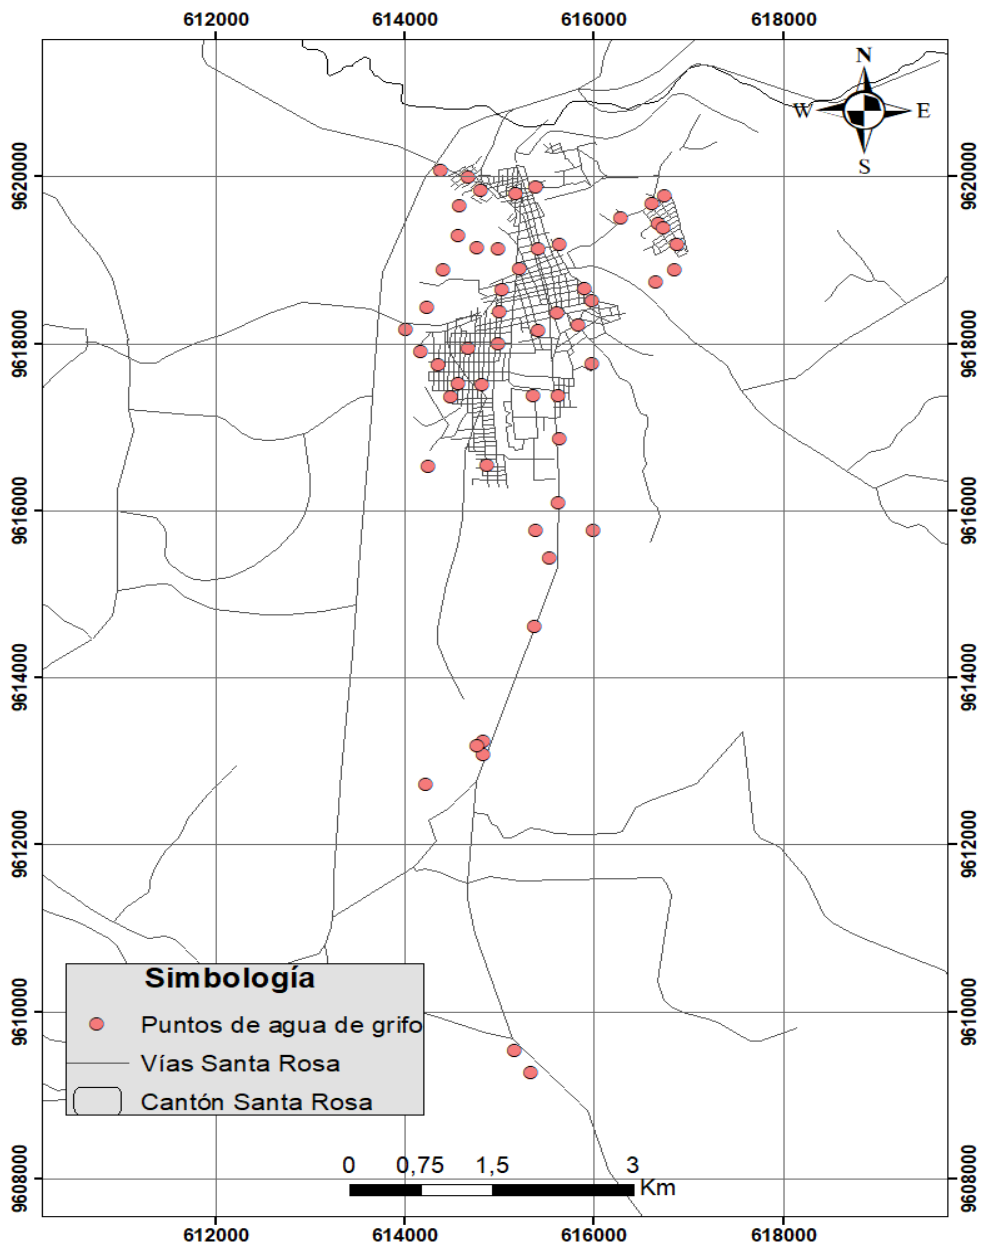 612000 614000 616000 618000
N
W E
S
9620000 9620000
9618000 9618000
9616000 9616000
9614000 9614000
9612000 9612000
9610000 9610000
9608000 9608000
Simbología
Puntos de agua de grifo
Vías Santa Rosa
Cantón Santa Rosa
0 0,75 1,5 3
Km
612000 614000 616000 618000